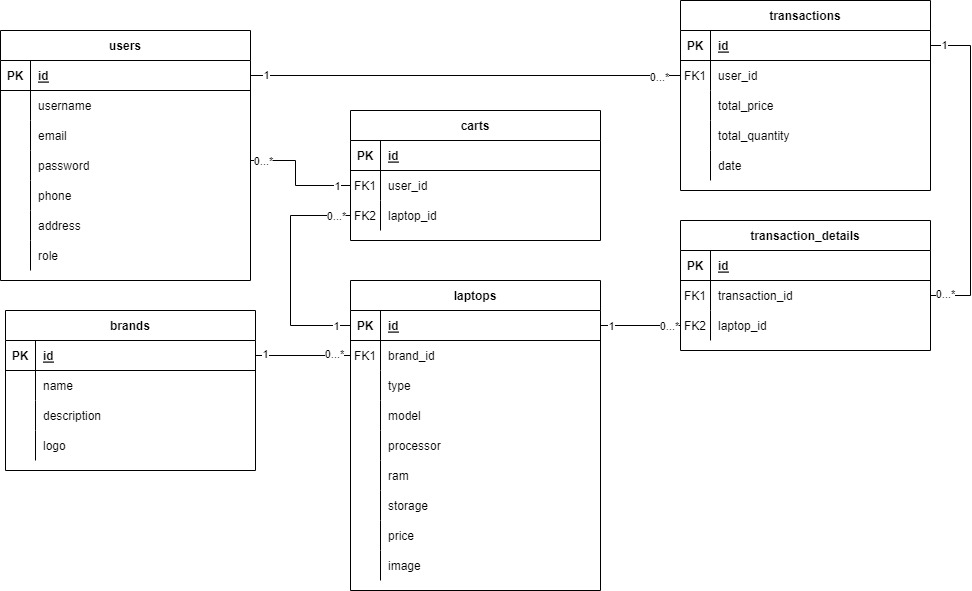 users
PK id
username
email
password
phone
address
role
1
0...*
0...*
1
transactions
PK id
FK1 user_id
total_price
total_quantity
date
1
carts
PK id
FK1 user_id
FK2 laptop_id
0...*
1
transaction_details
PK id
FK1 transaction_id
FK2 laptop_id
0...*
0...*
1
brands
PK id
name
description
logo
1
0...*
laptops
PK id
FK1 brand_id
type
model
processor
ram
storage
price
image